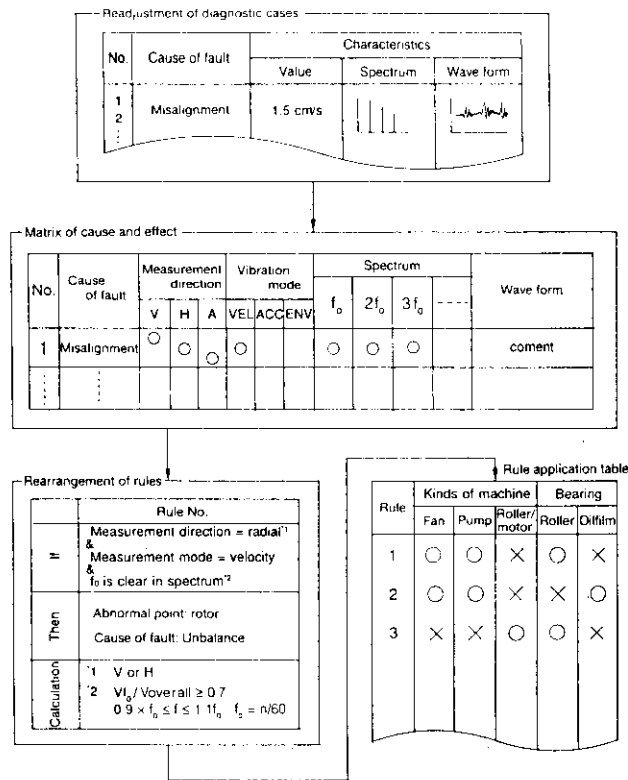 Readjustment of diagnostic cases
No. Cause of fault Characteristics
Value Spectrum Wave form
1 Misalignment 1.5 cm/s
2
Matrix of cause and effect
No. Cause of fault Measurement direction Vibration mode Spectrum Wave form
V H A VEL ACC ENV f₀ 2f₀ 3f₀ -----
1 Misalignment ○ ○ ○ ○ ○ ○ ○ coment
Rearrangement of rules
Rule No.
If
Measurement direction = radial*1
&
Measurement mode = velocity
&
f₀ is clear in spectrum*2
Then
Abnormal point: rotor
Cause of fault: Unbalance
Calculation
*1 V or H
*2 Vf₀/Voverall ≥ 0.7
0.9 × f₀ ≤ f ≤ 1.1f₀ f₀ = n/60
Rule application table
Rule Kinds of machine Bearing
Fan Pump Roller/motor Roller Oilfilm
1 ○ ○ × ○ ×
2 ○ ○ × × ○
3 × × ○ ○ ×